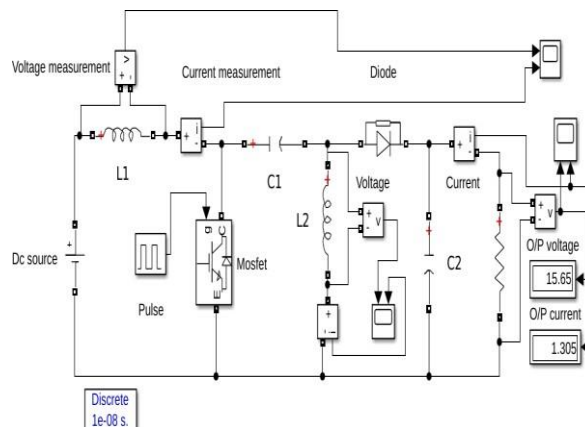 Voltage measurement
Current measurement
Diode
L1
C1
L2
Voltage
Current
C2
Dc source
Pulse
g
C
E
Mosfet
O/P voltage
15.65
O/P current
1.305
Discrete
1e-08 s.